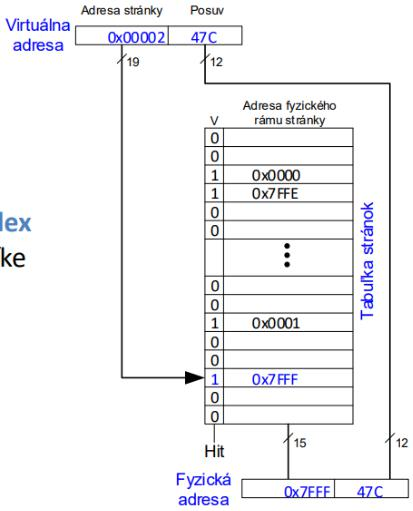 Adresa stránky Posuv
Virtuálna
adresa
0x00002 47C
19 12
Adresa fyzického
rámu stránky
V
0
0
1 0x0000
1 0x7FFE
0
0
lex
ľke
Tabuľka stránok
0
0
1 0x0001
0
0
1 0x7FFF
0
0
Hit
15 12
Fyzická
adresa
0x7FFF 47C